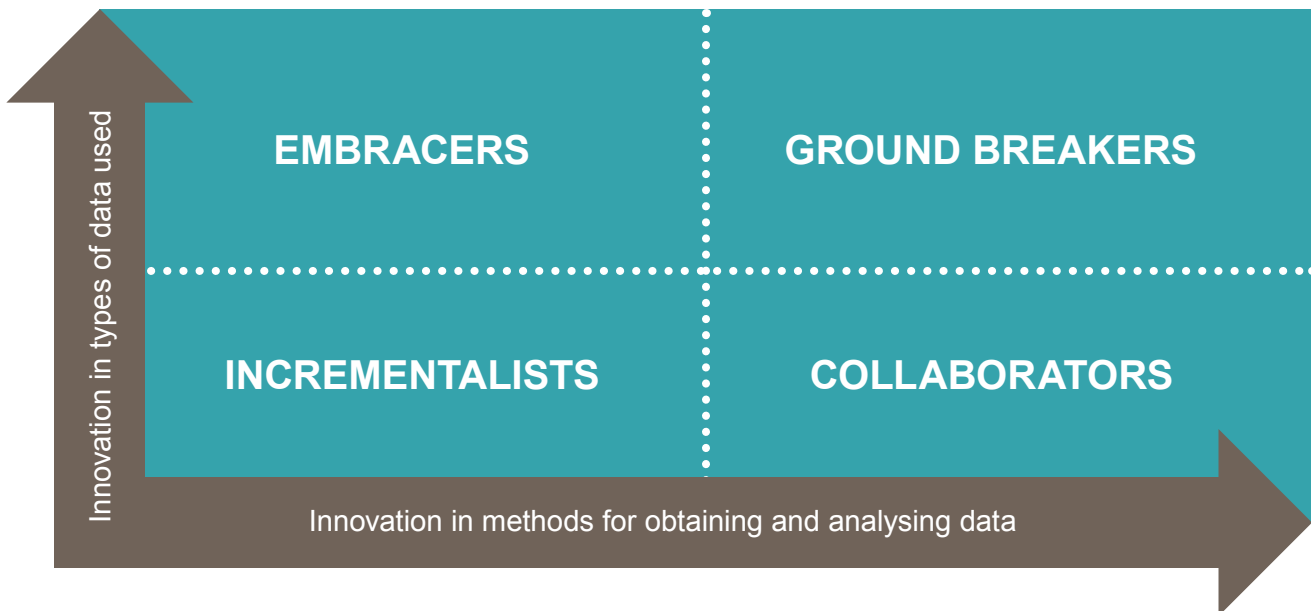 Innovation in types of data used
EMBRACERS
GROUND BREAKERS
INCREMENTALISTS
COLLABORATORS
Innovation in methods for obtaining and analysing data